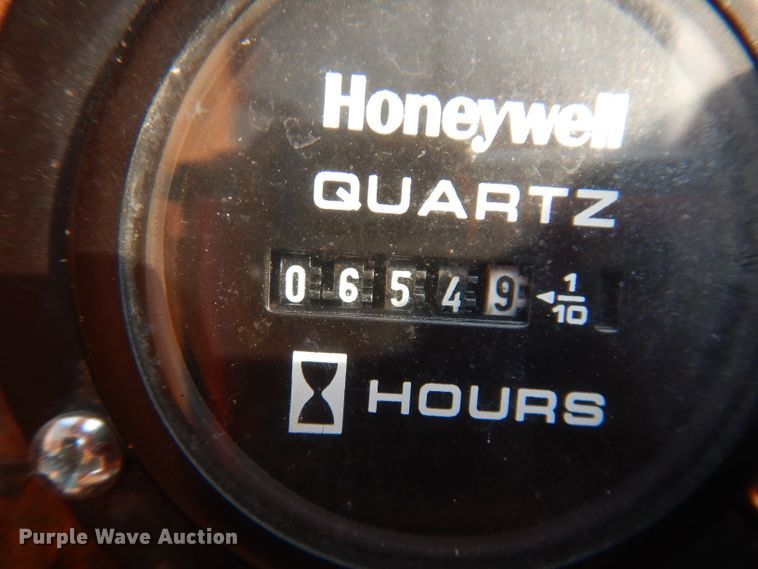 Honeywell
QUARTZ
06549 ◄ 1/10
HOURS
Purple Wave Auction